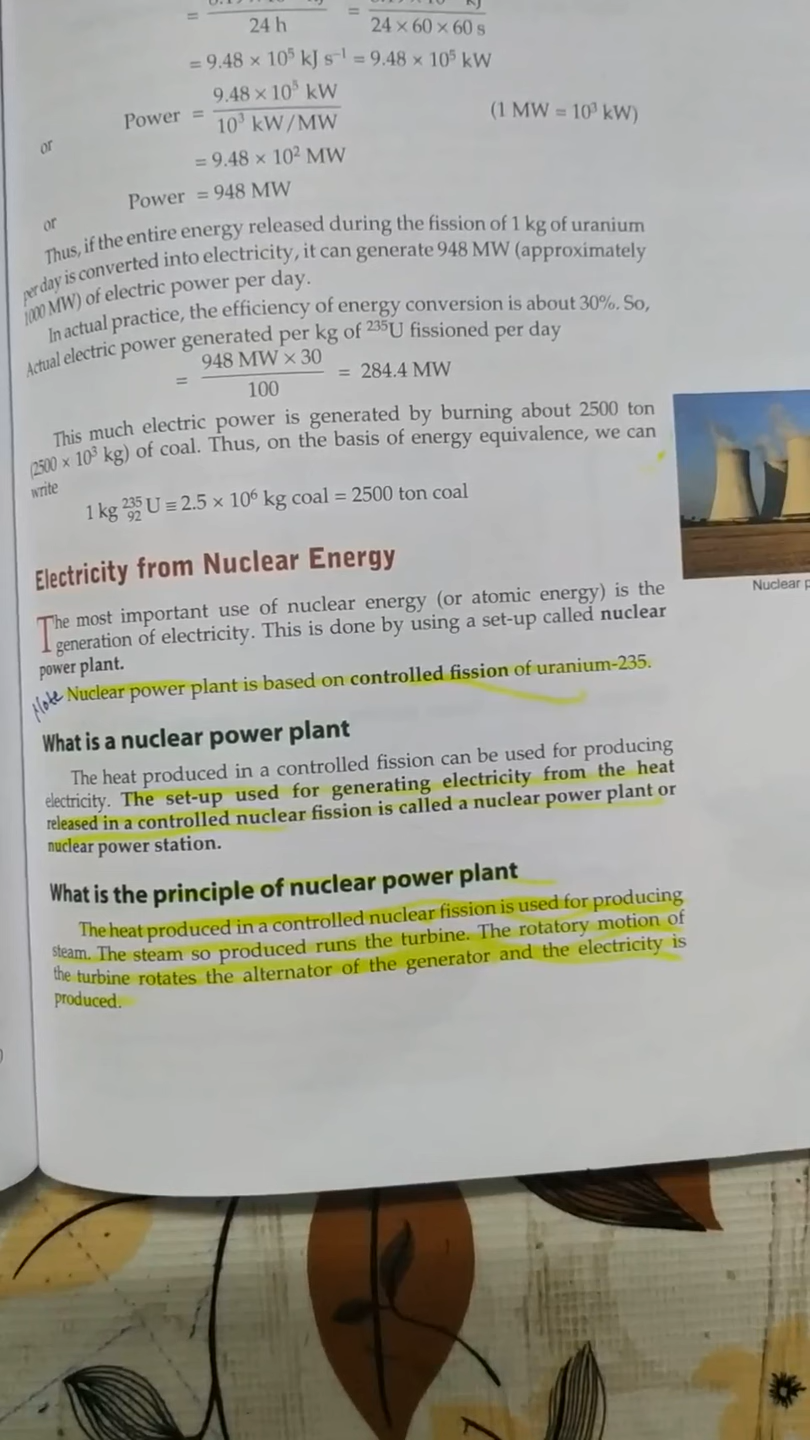 = 24 h = 24 × 60 × 60 s
= 9.48 × 10⁵ kJ s⁻¹ = 9.48 × 10⁵ kW
or Power = 9.48 × 10⁵ kW / 10³ kW/MW (1 MW = 10³ kW)
= 9.48 × 10² MW
or Power = 948 MW
Thus, if the entire energy released during the fission of 1 kg of uranium
per day is converted into electricity, it can generate 948 MW (approximately
1000 MW) of electric power per day.
In actual practice, the efficiency of energy conversion is about 30%. So,
Actual electric power generated per kg of ²³⁵U fissioned per day
= 948 MW × 30 / 100 = 284.4 MW
This much electric power is generated by burning about 2500 ton
(2500 × 10³ kg) of coal. Thus, on the basis of energy equivalence, we can
write
1 kg ²³⁵₉₂U ≡ 2.5 × 10⁶ kg coal = 2500 ton coal
Electricity from Nuclear Energy
The most important use of nuclear energy (or atomic energy) is the
generation of electricity. This is done by using a set-up called nuclear
power plant.
Note Nuclear power plant is based on controlled fission of uranium-235.
What is a nuclear power plant
The heat produced in a controlled fission can be used for producing
electricity. The set-up used for generating electricity from the heat
released in a controlled nuclear fission is called a nuclear power plant or
nuclear power station.
What is the principle of nuclear power plant
The heat produced in a controlled nuclear fission is used for producing
steam. The steam so produced runs the turbine. The rotatory motion of
the turbine rotates the alternator of the generator and the electricity is
produced.
Nuclear